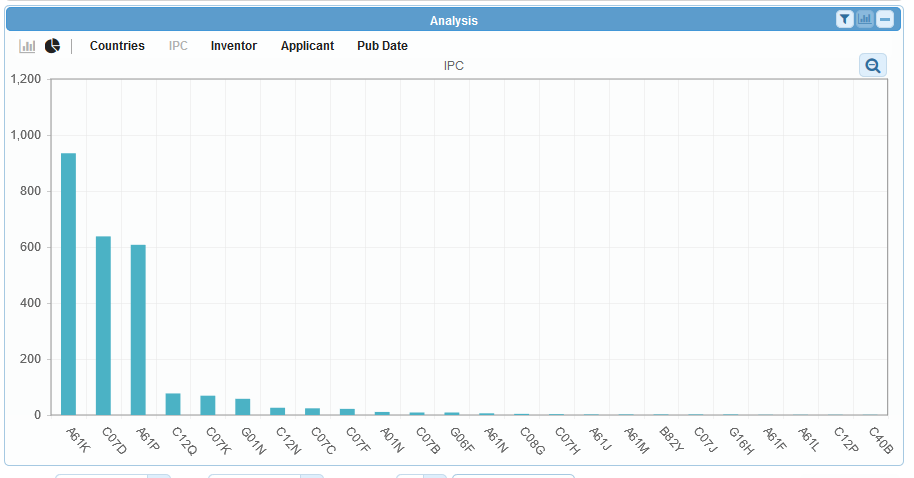 Analysis
Countries IPC Inventor Applicant Pub Date
IPC
1,200
1,000
800
600
400
200
0
A61K C07D A61P C12Q C07K G01N C12N C07C C07F A01N C07B G06F A61N C08G C07H A61J A61M B82Y C07J G16H A61F A61L C12P C40B